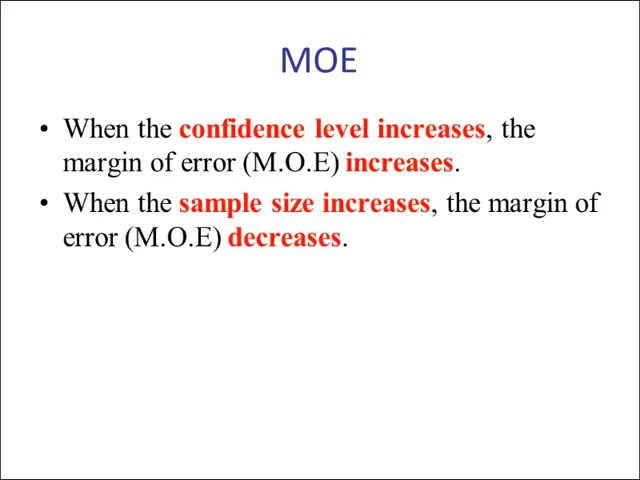 MOE
• When the confidence level increases, the
margin of error (M.O.E) increases.
• When the sample size increases, the margin of
error (M.O.E) decreases.